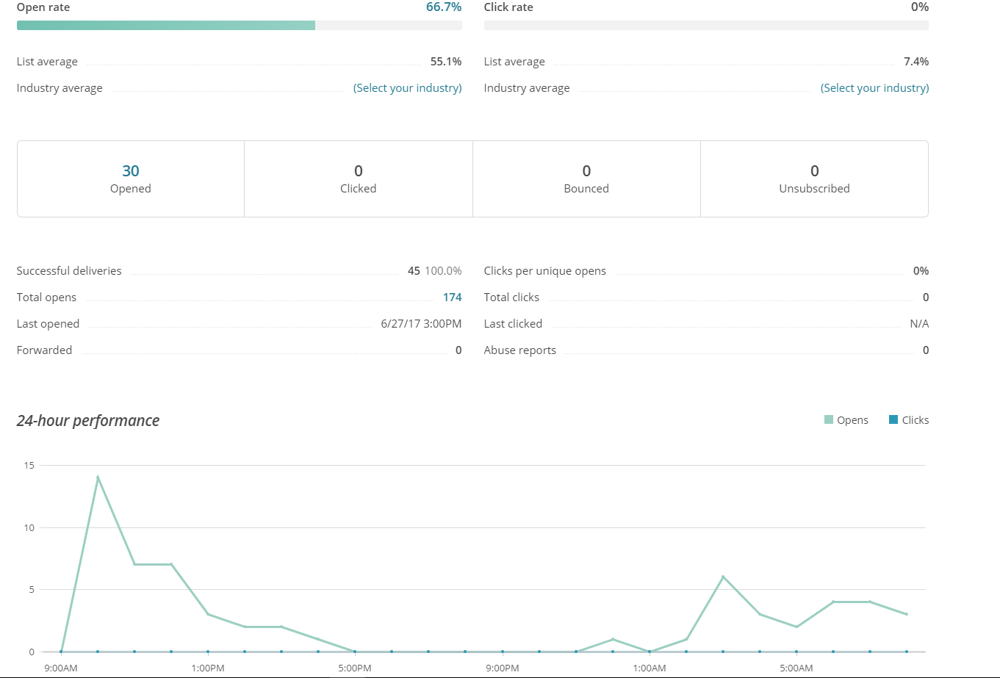 Open rate 66.7% Click rate 0%
List average 55.1% List average 7.4%
Industry average (Select your industry) Industry average (Select your industry)
30 0 0 0
Opened Clicked Bounced Unsubscribed
Successful deliveries 45 100.0% Clicks per unique opens 0%
Total opens 174 Total clicks 0
Last opened 6/27/17 3:00PM Last clicked N/A
Forwarded 0 Abuse reports 0
24-hour performance Opens Clicks
15
10
5
0
9:00AM 1:00PM 5:00PM 9:00PM 1:00AM 5:00AM